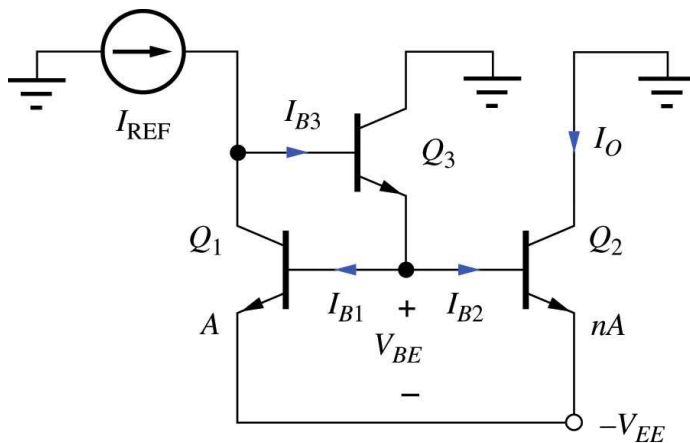 I_REF
I_B3
Q_3
I_O
Q_1
Q_2
I_B1
+
I_B2
A
V_BE
nA
–
–V_EE